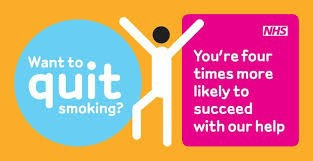 Want to
quit
smoking?
NHS
You're four
times more
likely to
succeed
with our help